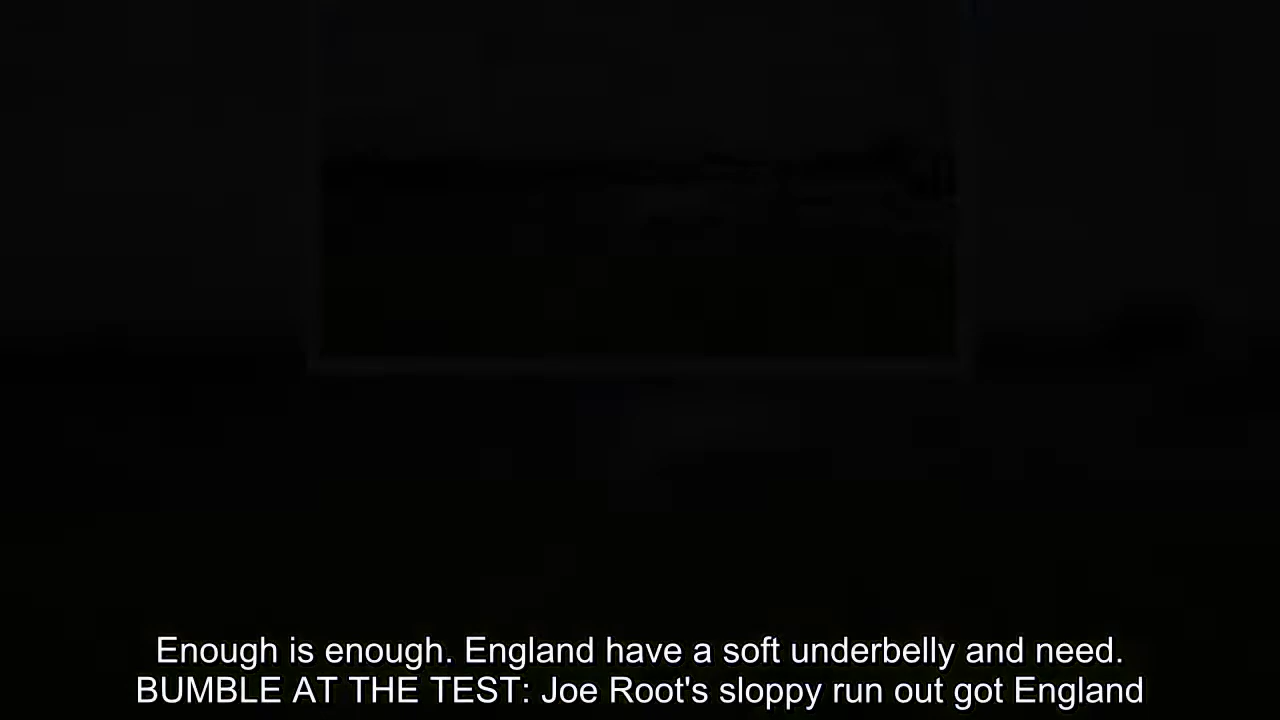 Enough is enough. England have a soft underbelly and need.
BUMBLE AT THE TEST: Joe Root's sloppy run out got England